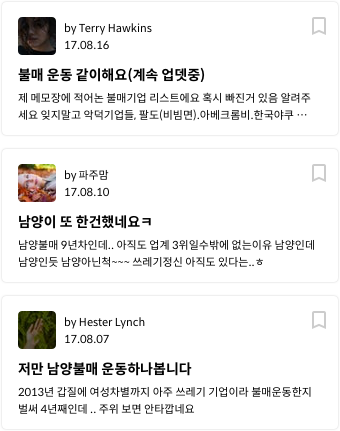 by Terry Hawkins
17.08.16
불매 운동 같이해요(계속 업뎃중)
제 메모장에 적어논 불매기업 리스트에요 혹시 빠진거 있음 알려주
세요 잊지말고 악덕기업들, 팔도(비빔면).아베크롬비.한국야쿠 ···
by 파주맘
17.08.10
남양이 또 한건했네요ㅋ
남양불매 9년차인데.. 아직도 업계 3위일수밖에 없는이유 남양인데
남양인듯 남양아닌척~~~ 쓰레기정신 아직도 있다는..ㅎ
by Hester Lynch
17.08.07
저만 남양불매 운동하나봅니다
2013년 갑질에 여성차별까지 아주 쓰레기 기업이라 불매운동한지
벌써 4년째인데 .. 주위 보면 안타깝네요